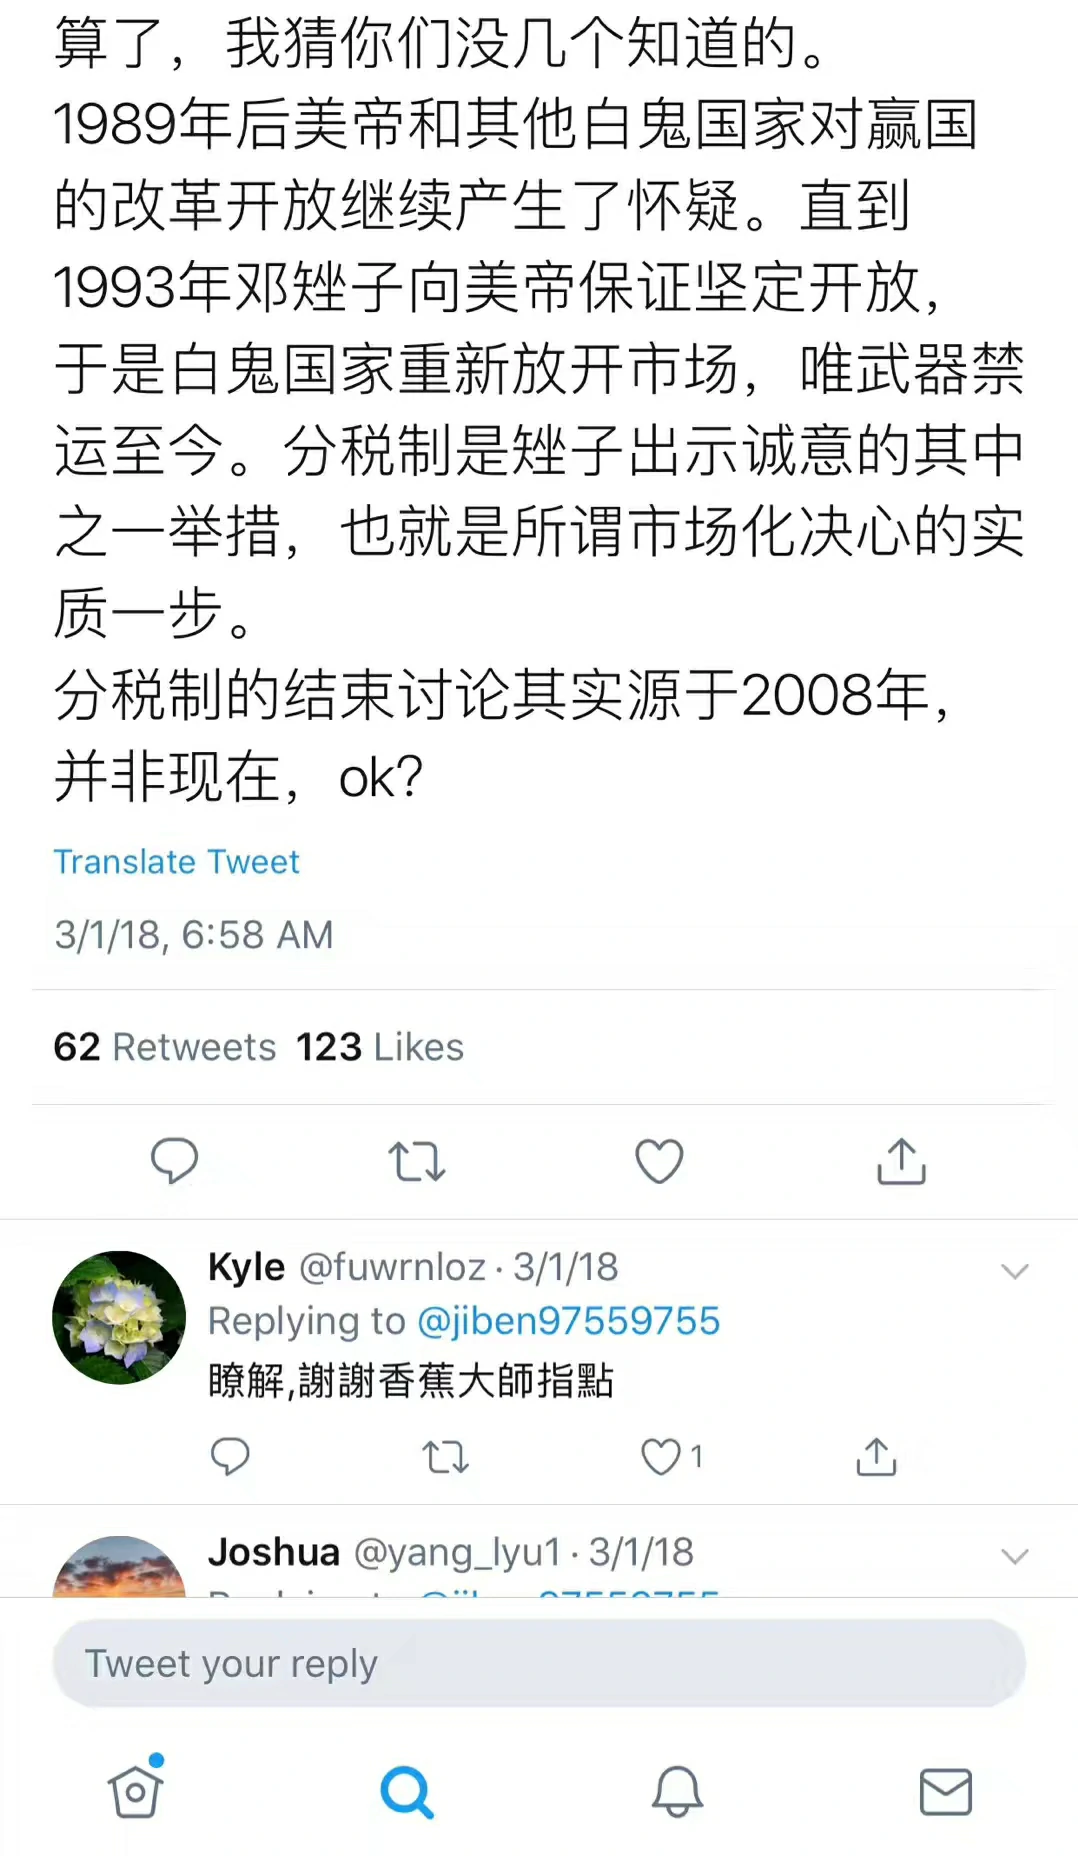 算了，我猜你们没几个知道的。
1989年后美帝和其他白鬼国家对赢国
的改革开放继续产生了怀疑。直到
1993年邓矬子向美帝保证坚定开放，
于是白鬼国家重新放开市场，唯武器禁
运至今。分税制是矬子出示诚意的其中
之一举措，也就是所谓市场化决心的实
质一步。
分税制的结束讨论其实源于2008年，
并非现在，ok?
Translate Tweet
3/1/18, 6:58 AM
62 Retweets 123 Likes
Kyle @fuwrnloz · 3/1/18
Replying to @jiben97559755
瞭解,謝謝香蕉大師指點
1
Joshua @yang_lyu1 · 3/1/18
Tweet your reply